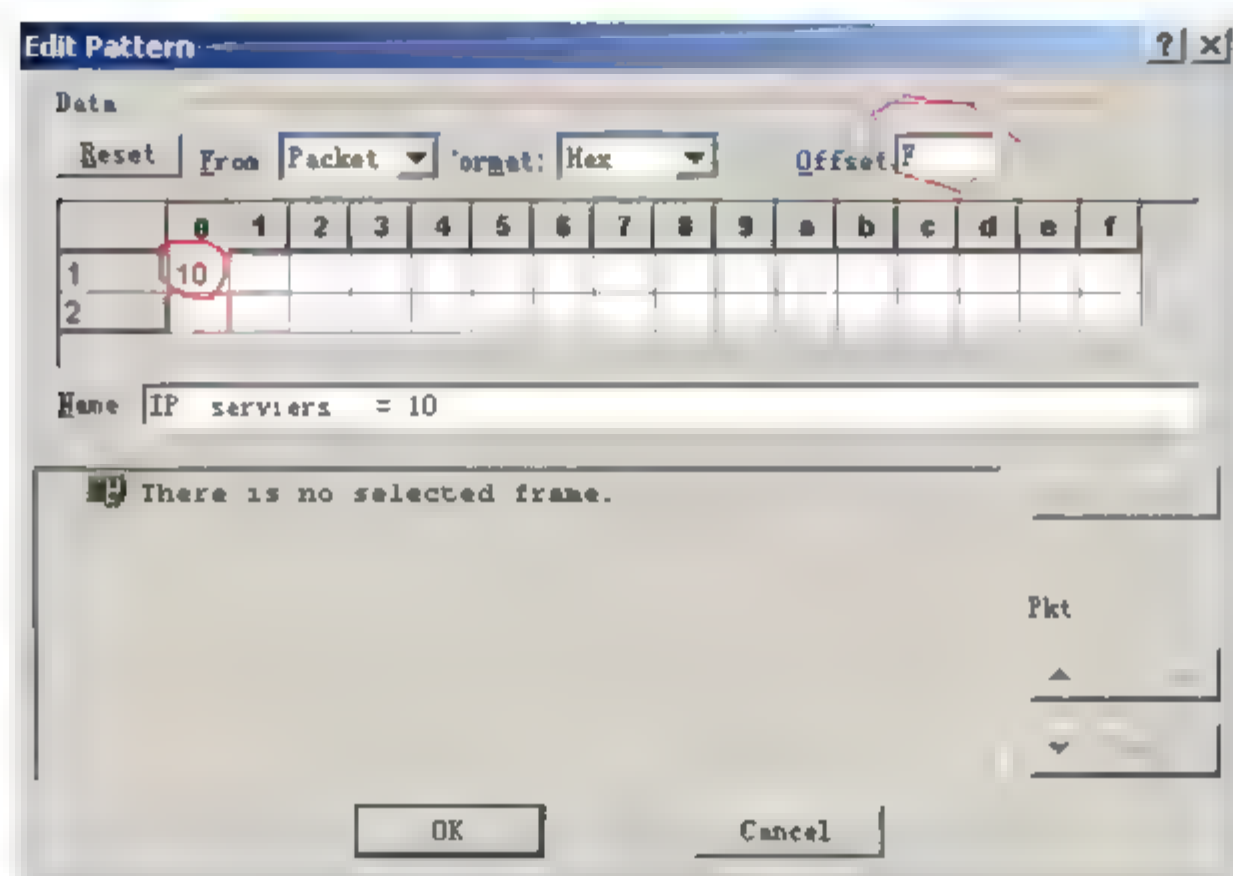 Edit Pattern
Data
Reset From Packet ormat: Hex Offset F
0 1 2 3 4 5 6 7 8 9 a b c d e f
1 10
2
Name IP serviers = 10
There is no selected frame.
Pkt
OK Cancel